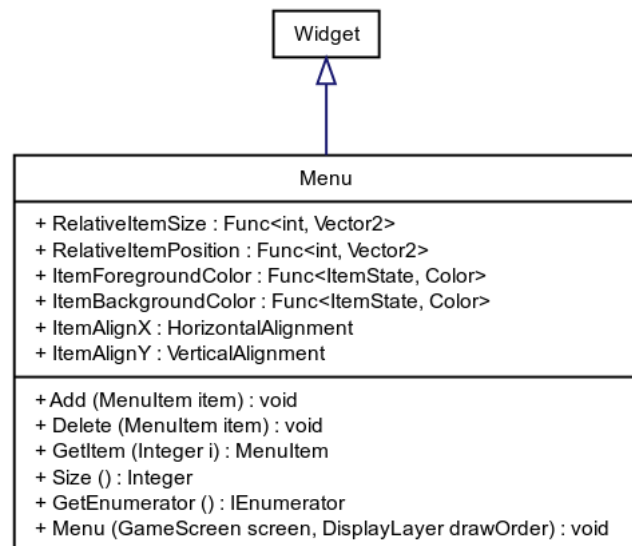 Widget
Menu
+ RelativeItemSize : Func<int, Vector2>
+ RelativeItemPosition : Func<int, Vector2>
+ ItemForegroundColor : Func<ItemState, Color>
+ ItemBackgroundColor : Func<ItemState, Color>
+ ItemAlignX : HorizontalAlignment
+ ItemAlignY : VerticalAlignment
+ Add (MenuItem item) : void
+ Delete (MenuItem item) : void
+ GetItem (Integer i) : MenuItem
+ Size () : Integer
+ GetEnumerator () : IEnumerator
+ Menu (GameScreen screen, DisplayLayer drawOrder) : void